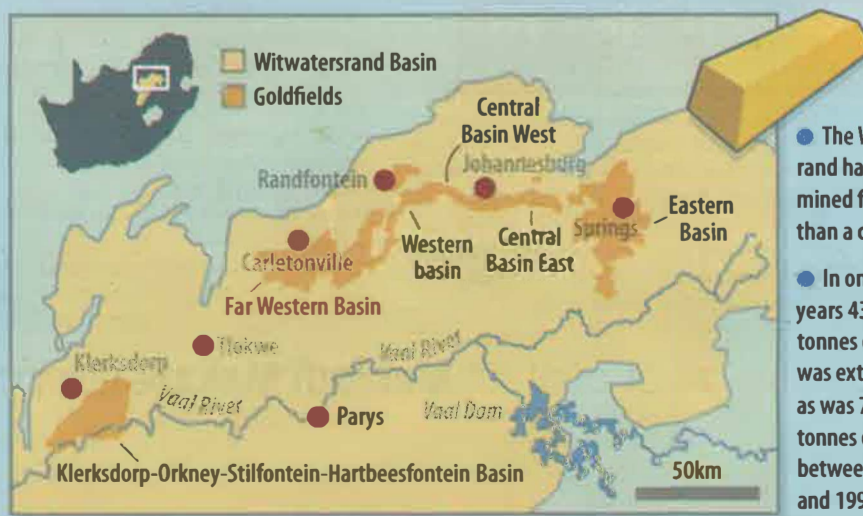 Witwatersrand Basin
Goldfields
Central
Basin West
Johannesburg
Randfontein
Eastern
Basin
Springs
Western
basin
Central
Basin East
Carletonville
Far Western Basin
Tlokwe
Klerksdorp
Vaal River
Vaal River
Parys
Vaal Dam
Klerksdorp-Orkney-Stilfontein-Hartbeesfontein Basin
50km
● The W
rand ha
mined f
than a c
● In or
years 43
tonnes
was ext
as was 7
tonnes
between
and 199